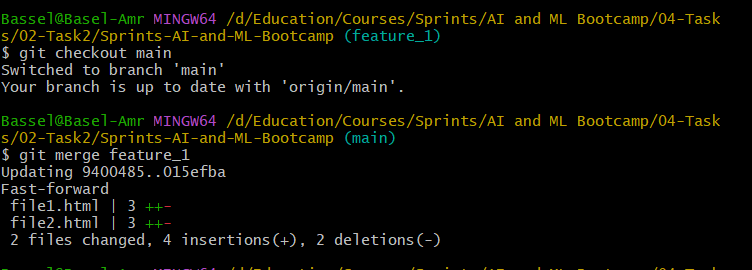 Bassel@Basel-Amr MINGW64 /d/Education/Courses/Sprints/AI and ML Bootcamp/04-Task
s/02-Task2/Sprints-AI-and-ML-Bootcamp (feature_1)
$ git checkout main
Switched to branch 'main'
Your branch is up to date with 'origin/main'.
Bassel@Basel-Amr MINGW64 /d/Education/Courses/Sprints/AI and ML Bootcamp/04-Task
s/02-Task2/Sprints-AI-and-ML-Bootcamp (main)
$ git merge feature_1
Updating 9400485..015efba
Fast-forward
file1.html | 3 ++-
file2.html | 3 ++-
2 files changed, 4 insertions(+), 2 deletions(-)